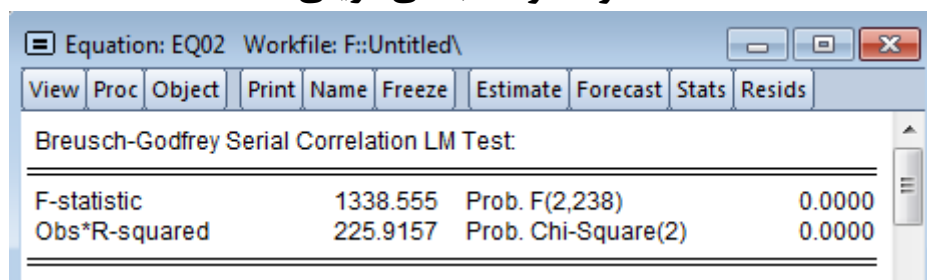 Equation: EQ02 Workfile: F::Untitled\
View Proc Object Print Name Freeze Estimate Forecast Stats Resids
Breusch-Godfrey Serial Correlation LM Test:
F-statistic 1338.555 Prob. F(2,238) 0.0000
Obs*R-squared 225.9157 Prob. Chi-Square(2) 0.0000